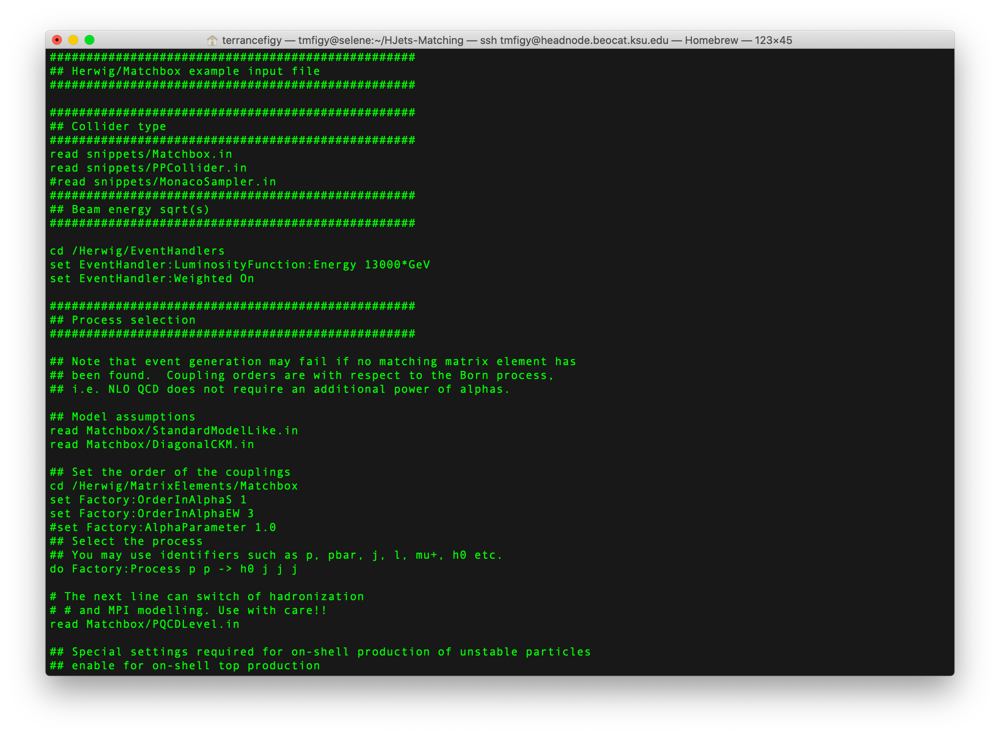 terrancefigy — tmfigy@selene:~/HJets-Matching — ssh tmfigy@headnode.beocat.ksu.edu — Homebrew — 123×45
##################################################
## Herwig/Matchbox example input file
##################################################

##################################################
## Collider type
##################################################
read snippets/Matchbox.in
read snippets/PPCollider.in
#read snippets/MonacoSampler.in
##################################################
## Beam energy sqrt(s)
##################################################

cd /Herwig/EventHandlers
set EventHandler:LuminosityFunction:Energy 13000*GeV
set EventHandler:Weighted On

##################################################
## Process selection
##################################################

## Note that event generation may fail if no matching matrix element has
## been found.  Coupling orders are with respect to the Born process,
## i.e. NLO QCD does not require an additional power of alphas.

## Model assumptions
read Matchbox/StandardModelLike.in
read Matchbox/DiagonalCKM.in

## Set the order of the couplings
cd /Herwig/MatrixElements/Matchbox
set Factory:OrderInAlphaS 1
set Factory:OrderInAlphaEW 3
#set Factory:AlphaParameter 1.0
## Select the process
## You may use identifiers such as p, pbar, j, l, mu+, h0 etc.
do Factory:Process p p -> h0 j j j

# The next line can switch of hadronization
# # and MPI modelling. Use with care!!
read Matchbox/PQCDLevel.in

## Special settings required for on-shell production of unstable particles
## enable for on-shell top production